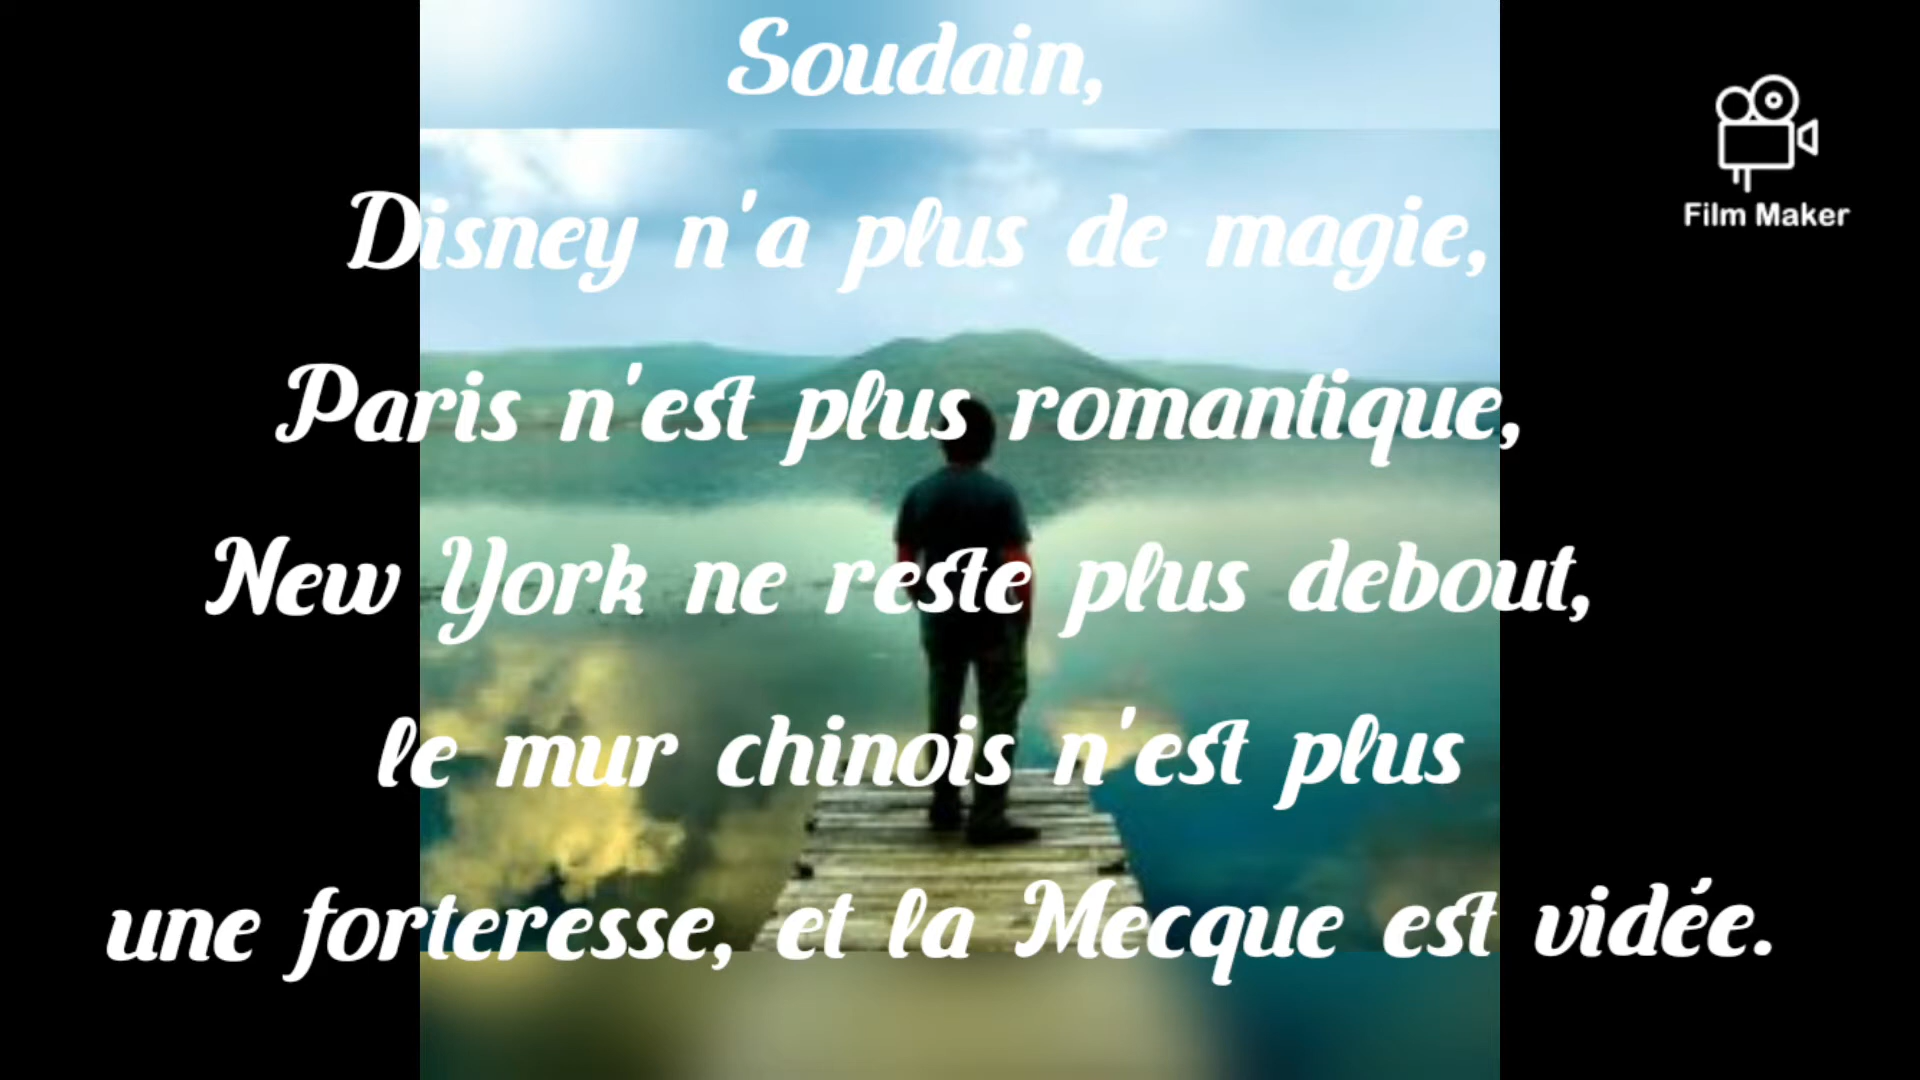 Soudain,
Disney n'a plus de magie,
Paris n'est plus romantique,
New York ne reste plus debout,
le mur chinois n'est plus
une forteresse, et la Mecque est vidée.
Film Maker